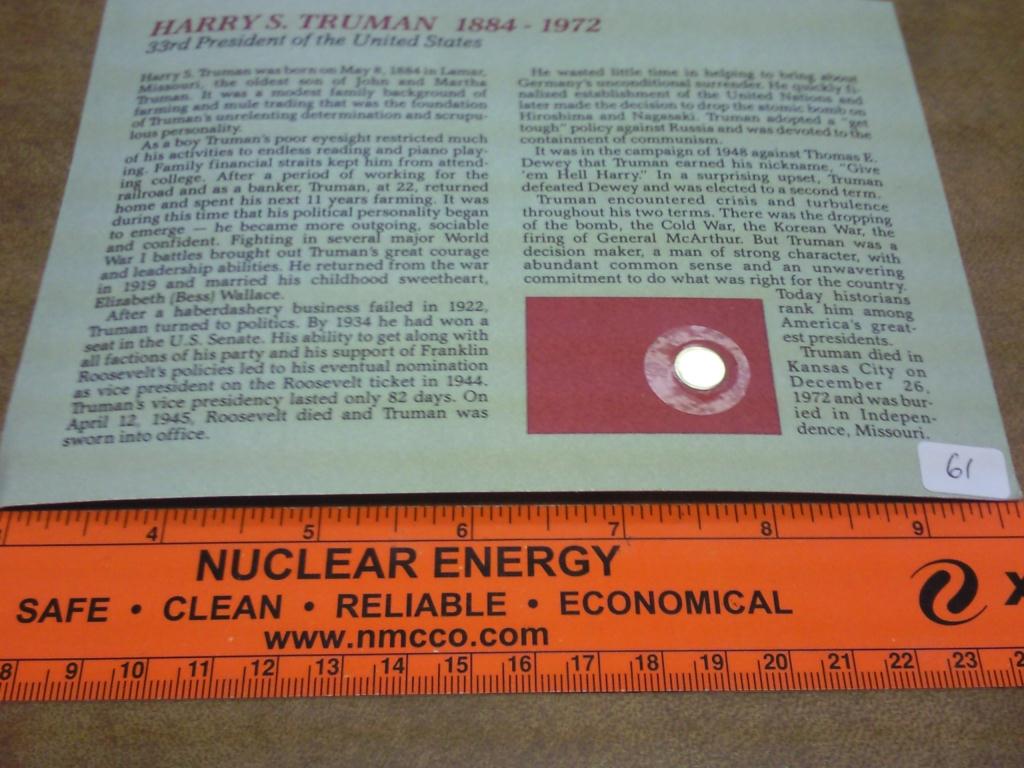 HARRY S. TRUMAN 1884 - 1972
33rd President of the United States
Harry S. Truman was born on May 8, 1884 in Lamar,
Missouri, the oldest son of John and Martha
Truman. It was a modest family background of
farming and mule trading that was the foundation
of Truman's unrelenting determination and scrupu-
lous personality.
As a boy Truman's poor eyesight restricted much
of his activities to endless reading and piano play-
ing. Family financial straits kept him from attend-
ing college. After a period of working for the
railroad and as a banker, Truman, at 22, returned
home and spent his next 11 years farming. It was
during this time that his political personality began
to emerge — he became more outgoing, sociable
and confident. Fighting in several major World
War I battles brought out Truman's great courage
and leadership abilities. He returned from the war
in 1919 and married his childhood sweetheart,
Elizabeth (Bess) Wallace.
After a haberdashery business failed in 1922,
Truman turned to politics. By 1934 he had won a
seat in the U.S. Senate. His ability to get along with
all factions of his party and his support of Franklin
Roosevelt's policies led to his eventual nomination
as vice president on the Roosevelt ticket in 1944.
Truman's vice presidency lasted only 82 days. On
April 12, 1945, Roosevelt died and Truman was
sworn into office.
He wasted little time in helping to bring about
Germany's unconditional surrender. He quickly fi-
nalized establishment of the United Nations and
later made the decision to drop the atomic bomb on
Hiroshima and Nagasaki. Truman adopted a "get
tough" policy against Russia and was devoted to the
containment of communism.
It was in the campaign of 1948 against Thomas E.
Dewey that Truman earned his nickname, "Give
'em Hell Harry." In a surprising upset, Truman
defeated Dewey and was elected to a second term.
Truman encountered crisis and turbulence
throughout his two terms. There was the dropping
of the bomb, the Cold War, the Korean War, the
firing of General McArthur. But Truman was a
decision maker, a man of strong character, with
abundant common sense and an unwavering
commitment to do what was right for the country.
Today historians
rank him among
America's great-
est presidents.
Truman died in
Kansas City on
December 26,
1972 and was bur-
ied in Indepen-
dence, Missouri.
61
4 5 6 7 8 9
NUCLEAR ENERGY
SAFE • CLEAN • RELIABLE • ECONOMICAL
www.nmcco.com
8 9 10 11 12 13 14 15 16 17 18 19 20 21 22 23